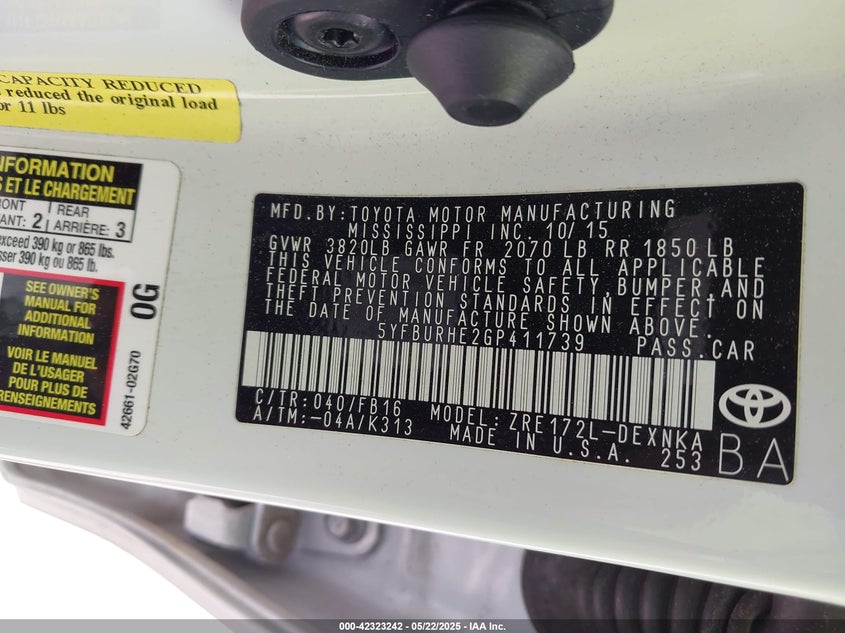 CAPACITY REDUCED
s reduced the original load
or 11 lbs
INFORMATION
S ET LE CHARGEMENT
RONT
ANT: 2
REAR
ARRIÈRE: 3
exceed 390 kg or 865 lbs.
sser 390 kg ou 865 lb.
SEE OWNER'S
MANUAL FOR
ADDITIONAL
INFORMATION
VOIR LE MANUEL
DE L'USAGER
POUR PLUS DE
RENSEIGNEMENTS
0G
42661-02G70
MFD.BY:TOYOTA MOTOR MANUFACTURING
MISSISSIPPI INC. 10/15
GVWR 3820LB GAWR FR 2070 LB RR 1850 LB
THIS VEHICLE CONFORMS TO ALL APPLICABLE
FEDERAL MOTOR VEHICLE SAFETY, BUMPER, AND
THEFT PREVENTION STANDARDS IN EFFECT ON
THE DATE OF MANUFACTURE SHOWN ABOVE.
5YFBURHE2GP411739 PASS.CAR
C/TR: 040/FB16 MODEL: ZRE172L-DEXNKA
A/TM:-04A/K313 MADE IN U.S.A. 253
BA
000-42323242 - 05/22/2025 - IAA Inc.